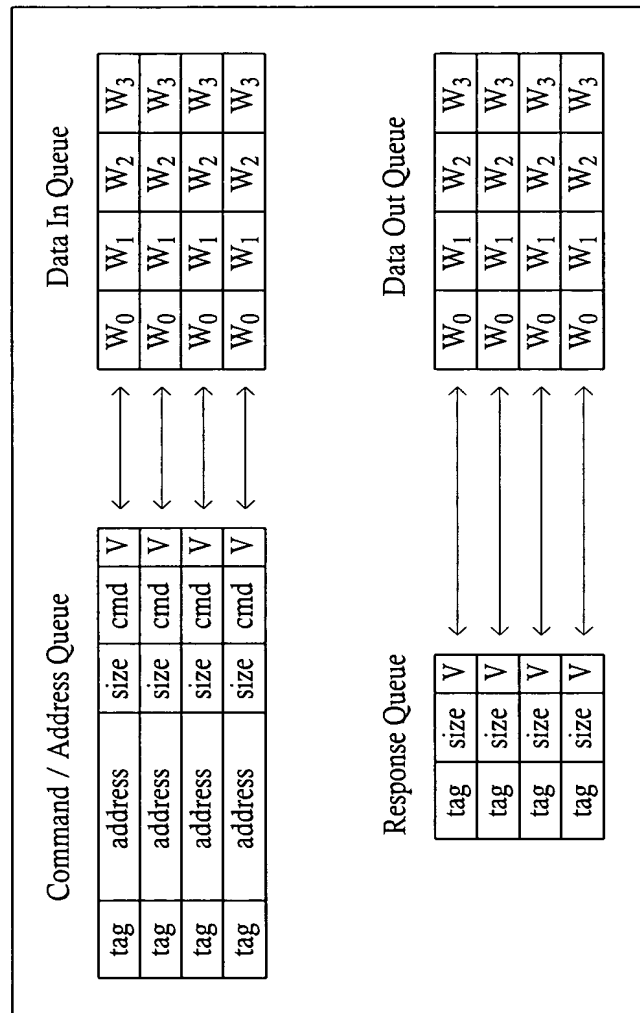 Command / Address Queue Data In Queue
tag address size cmd V W0 W1 W2 W3
tag address size cmd V W0 W1 W2 W3
tag address size cmd V W0 W1 W2 W3
tag address size cmd V W0 W1 W2 W3
Response Queue Data Out Queue
tag size V W0 W1 W2 W3
tag size V W0 W1 W2 W3
tag size V W0 W1 W2 W3
tag size V W0 W1 W2 W3